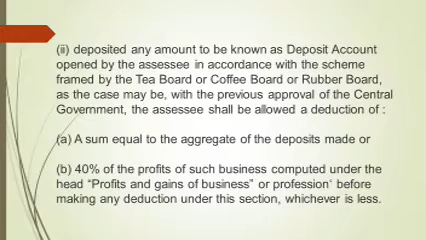 (ii) deposited any amount to be known as Deposit Account
opened by the assessee in accordance with the scheme
framed by the Tea Board or Coffee Board or Rubber Board,
as the case may be, with the previous approval of the Central
Government, the assessee shall be allowed a deduction of :
(a) A sum equal to the aggregate of the deposits made or
(b) 40% of the profits of such business computed under the
head “Profits and gains of business” or profession‘ before
making any deduction under this section, whichever is less.